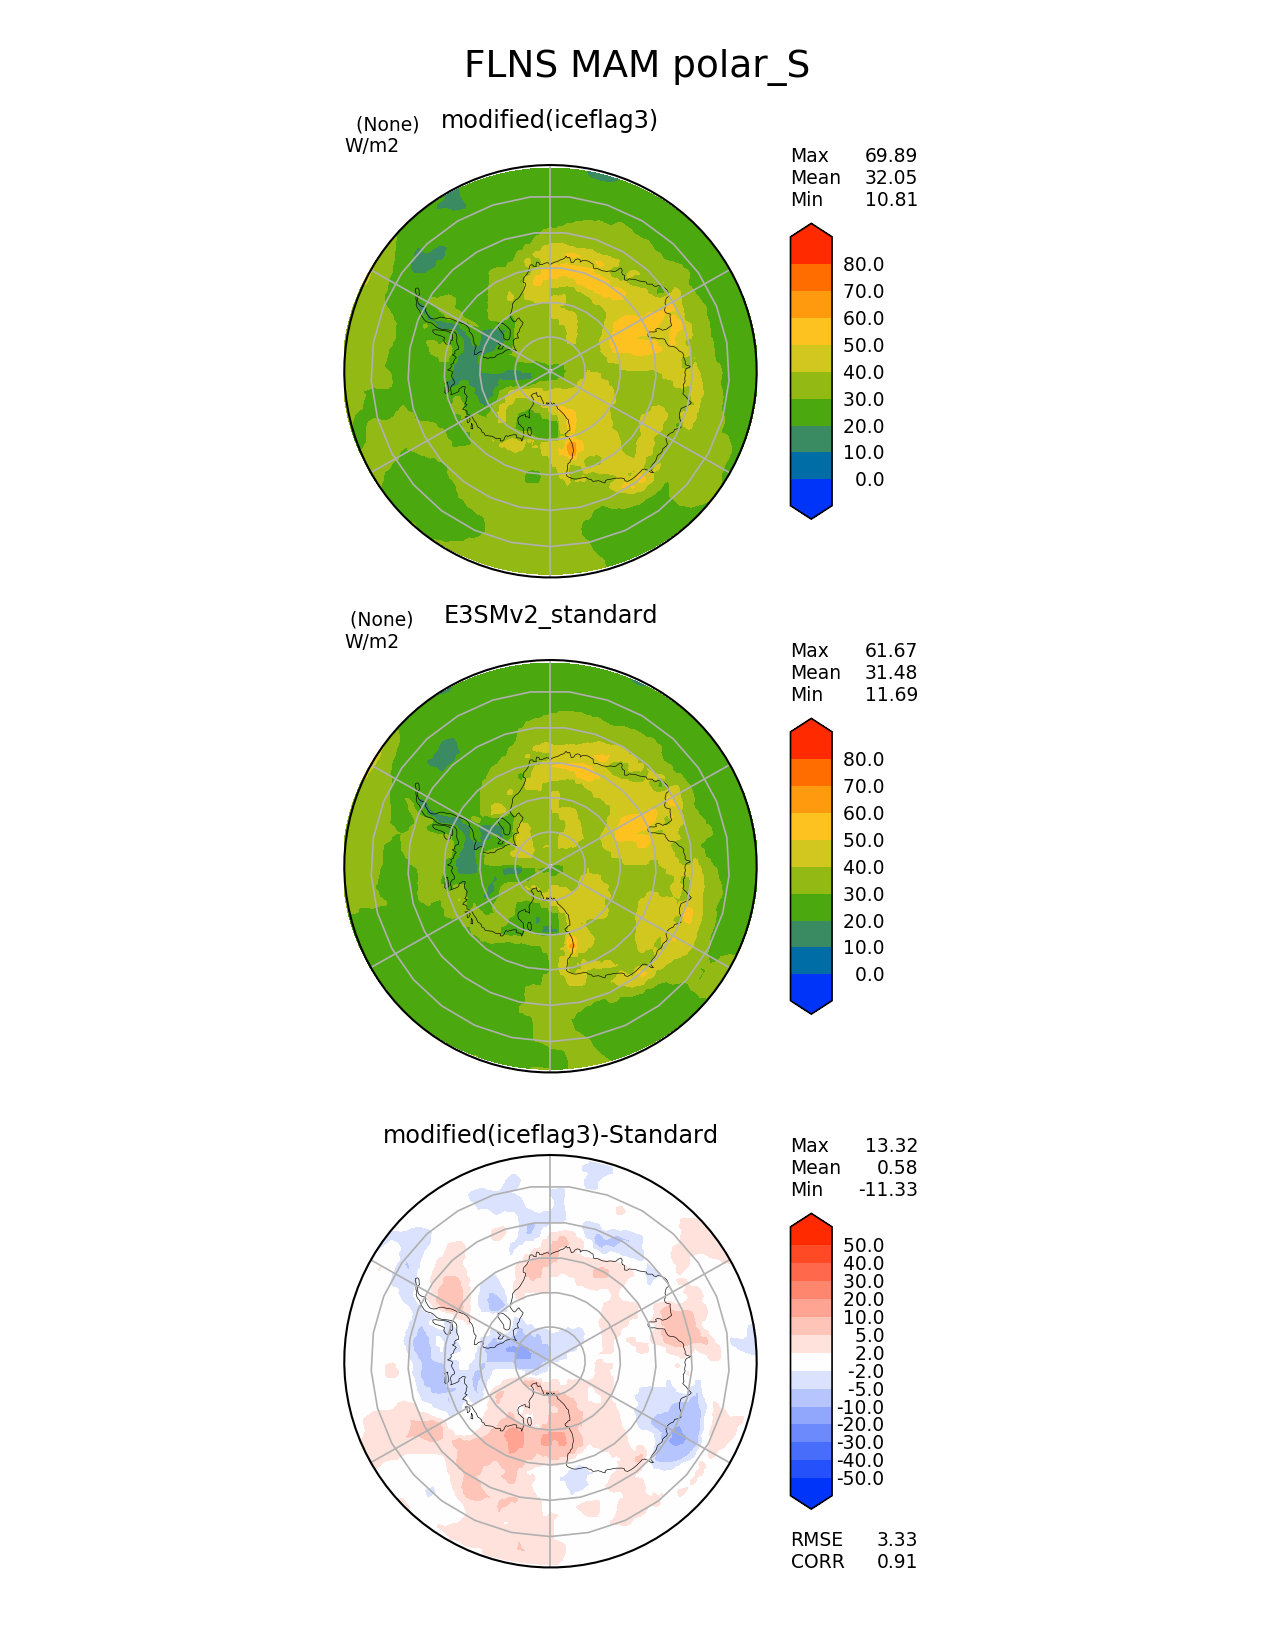 FLNS MAM polar_S
(None) modified(iceflag3)
W/m2
Max 69.89
Mean 32.05
Min 10.81
80.0
70.0
60.0
50.0
40.0
30.0
20.0
10.0
0.0
(None) E3SMv2_standard
W/m2
Max 61.67
Mean 31.48
Min 11.69
80.0
70.0
60.0
50.0
40.0
30.0
20.0
10.0
0.0
modified(iceflag3)-Standard
Max 13.32
Mean 0.58
Min -11.33
50.0
40.0
30.0
20.0
10.0
5.0
2.0
-2.0
-5.0
-10.0
-20.0
-30.0
-40.0
-50.0
RMSE 3.33
CORR 0.91